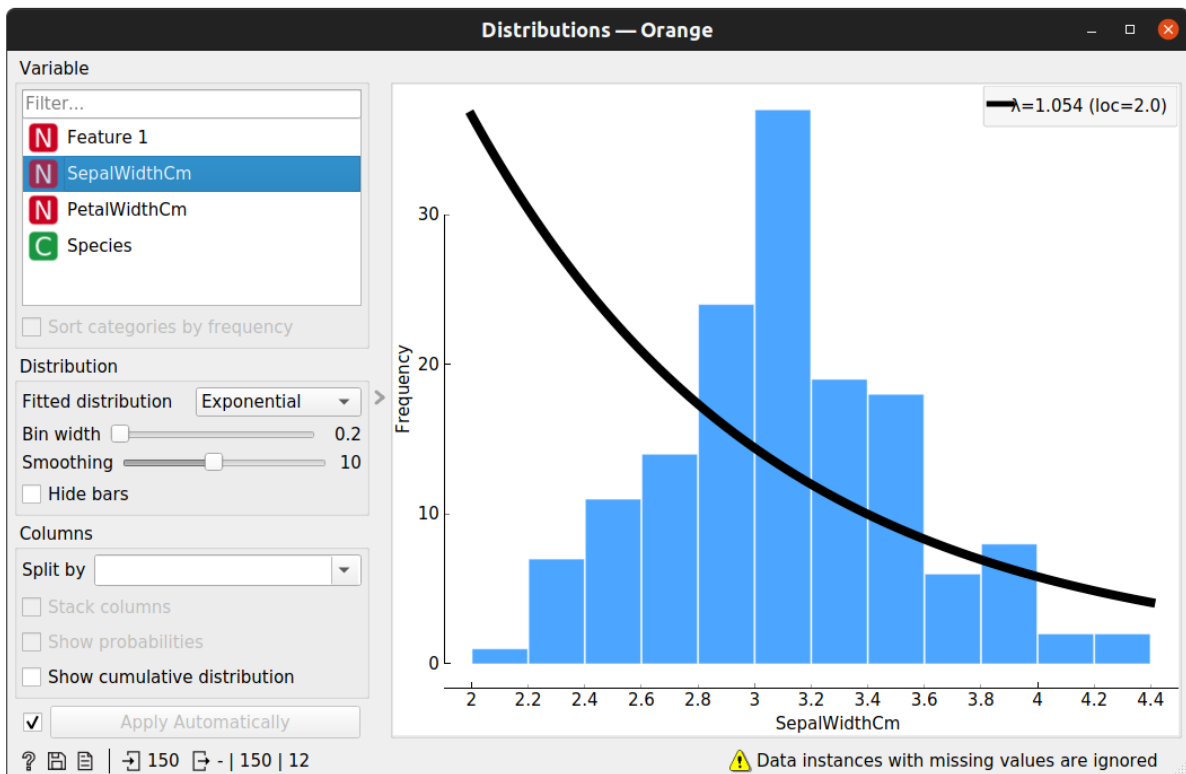 Distributions — Orange
Variable
Filter...
N Feature 1
N SepalWidthCm
N PetalWidthCm
C Species
Sort categories by frequency
Distribution
Fitted distribution Exponential
Bin width 0.2
Smoothing 10
Hide bars
Columns
Split by
Stack columns
Show probabilities
Show cumulative distribution
Apply Automatically
? 150 - | 150 | 12
λ=1.054 (loc=2.0)
Frequency
30
20
10
0
2 2.2 2.4 2.6 2.8 3 3.2 3.4 3.6 3.8 4 4.2 4.4
SepalWidthCm
Data instances with missing values are ignored